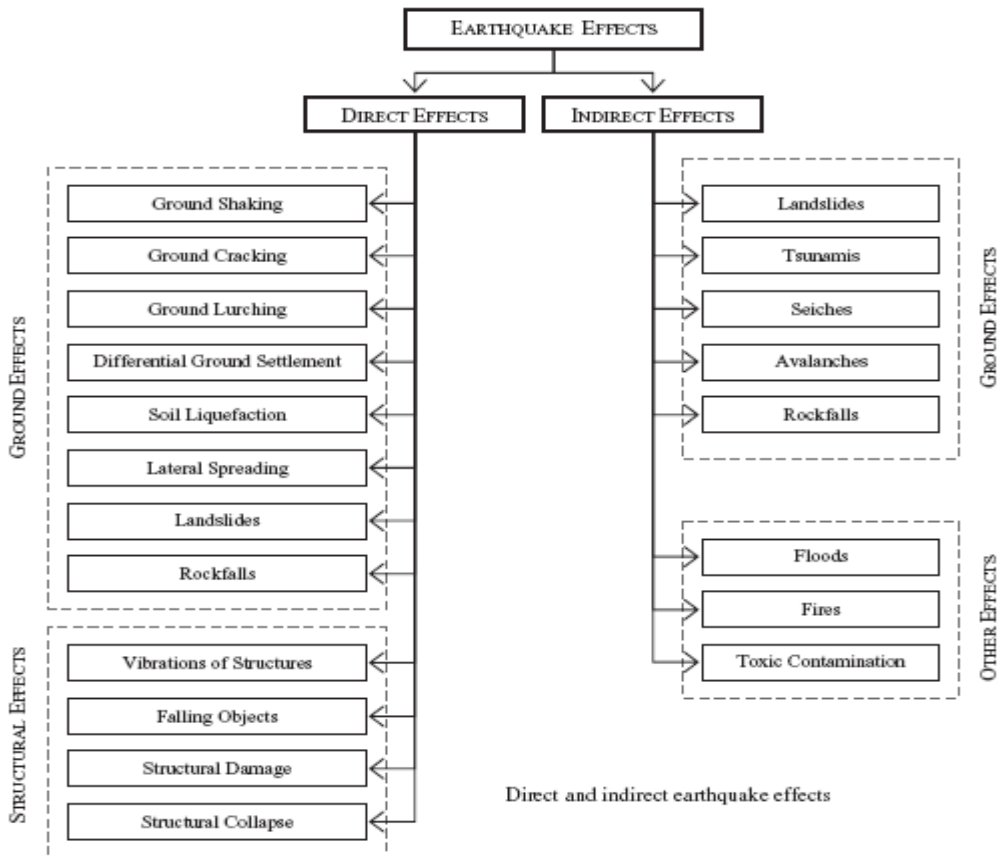 EARTHQUAKE EFFECTS
DIRECT EFFECTS
INDIRECT EFFECTS
GROUND EFFECTS
Ground Shaking
Ground Cracking
Ground Lurching
Differential Ground Settlement
Soil Liquefaction
Lateral Spreading
Landslides
Rockfalls
STRUCTURAL EFFECTS
Vibrations of Structures
Falling Objects
Structural Damage
Structural Collapse
GROUND EFFECTS
Landslides
Tsunamis
Seiches
Avalanches
Rockfalls
OTHER EFFECTS
Floods
Fires
Toxic Contamination
Direct and indirect earthquake effects